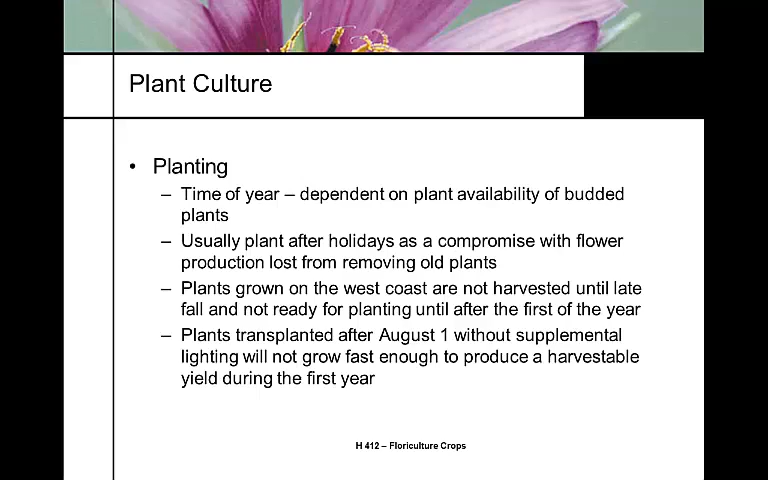 Plant Culture
• Planting
– Time of year – dependent on plant availability of budded
plants
– Usually plant after holidays as a compromise with flower
production lost from removing old plants
– Plants grown on the west coast are not harvested until late
fall and not ready for planting until after the first of the year
– Plants transplanted after August 1 without supplemental
lighting will not grow fast enough to produce a harvestable
yield during the first year
H 412 – Floriculture Crops